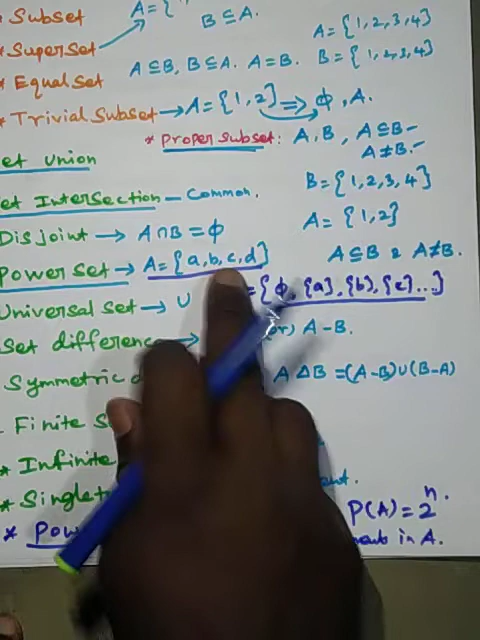 * Subset A={
B⊆A.
* Superset
A={1,2,3,4}
A⊆B, B⊆A. A=B. B={1,2,3,4}
* Equal set
* Trivial Subset → A={1,2} ⇒ ϕ, A.
* Proper subset: A,B, A⊆B
A≠B.
et Union
et Intersection - Common. B={1,2,3,4}
Disjoint → A∩B=ϕ A={1,2}
Power set → A={a,b,c,d} A⊆B & A≠B.
={ϕ, {a},{b},{c}...}
Universal set → U
Set difference → (or) A-B.
Symmetric d A△B=(A-B)∪(B-A)
Finite S
* Infinite
* Singlet
* Pow P(A)=2ⁿ.
in A.